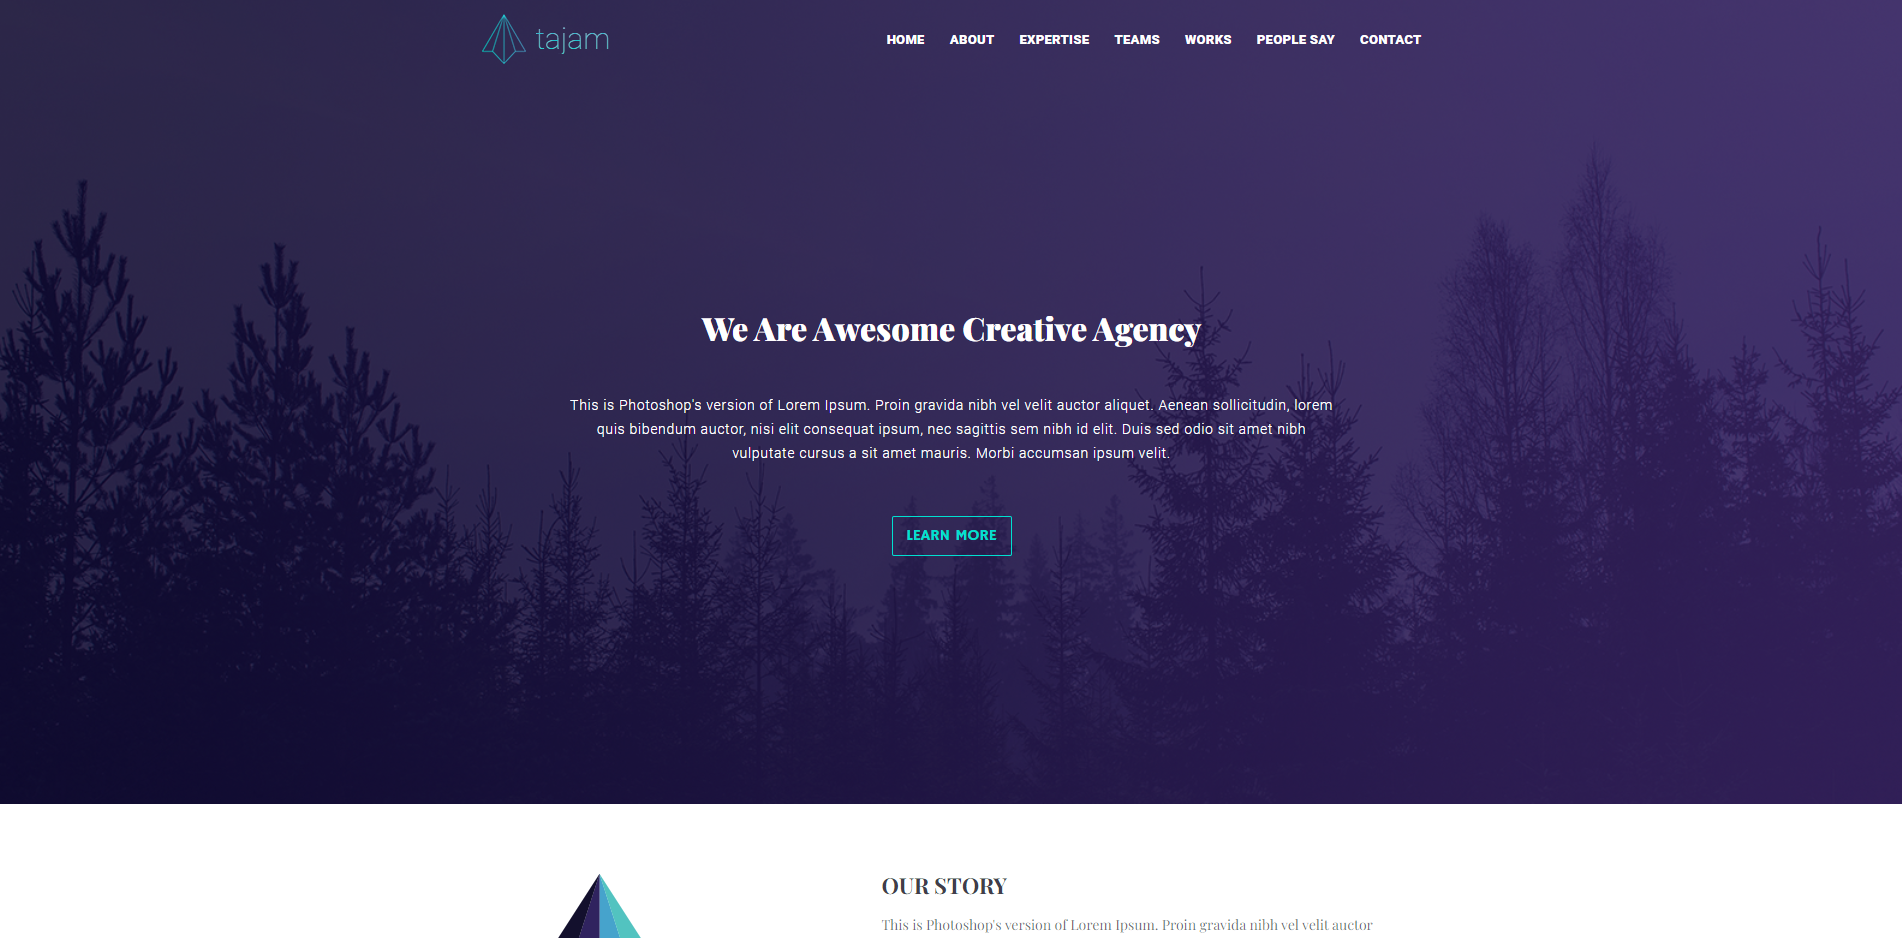 tajam
HOME ABOUT EXPERTISE TEAMS WORKS PEOPLE SAY CONTACT
We Are Awesome Creative Agency
This is Photoshop's version of Lorem Ipsum. Proin gravida nibh vel velit auctor aliquet. Aenean sollicitudin, lorem
quis bibendum auctor, nisi elit consequat ipsum, nec sagittis sem nibh id elit. Duis sed odio sit amet nibh
vulputate cursus a sit amet mauris. Morbi accumsan ipsum velit.
LEARN MORE
OUR STORY
This is Photoshop's version of Lorem Ipsum. Proin gravida nibh vel velit auctor